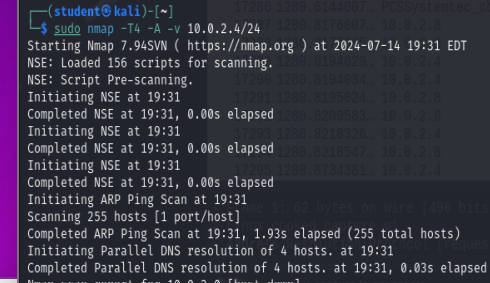 ┌──(student㉿kali)-[~]
└─$ sudo nmap -T4 -A -v 10.0.2.4/24
Starting Nmap 7.94SVN ( https://nmap.org ) at 2024-07-14 19:31 EDT
NSE: Loaded 156 scripts for scanning.
NSE: Script Pre-scanning.
Initiating NSE at 19:31
Completed NSE at 19:31, 0.00s elapsed
Initiating NSE at 19:31
Completed NSE at 19:31, 0.00s elapsed
Initiating NSE at 19:31
Completed NSE at 19:31, 0.00s elapsed
Initiating ARP Ping Scan at 19:31
Scanning 255 hosts [1 port/host]
Completed ARP Ping Scan at 19:31, 1.93s elapsed (255 total hosts)
Initiating Parallel DNS resolution of 4 hosts. at 19:31
Completed Parallel DNS resolution of 4 hosts. at 19:31, 0.03s elapsed